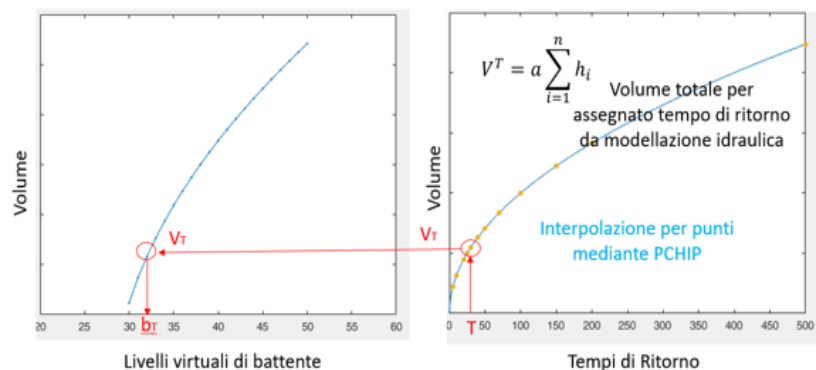 Volume
V_T
20 25 30 35 40 45 50 55 60
b_T
Livelli virtuali di battente
V^T = a \sum_{i=1}^{n} h_i
Volume totale per
assegnato tempo di ritorno
da modellazione idraulica
Volume
V_T
Interpolazione per punti
mediante PCHIP
0 50 100 150 200 250 300 350 400 450 500
T
Tempi di Ritorno